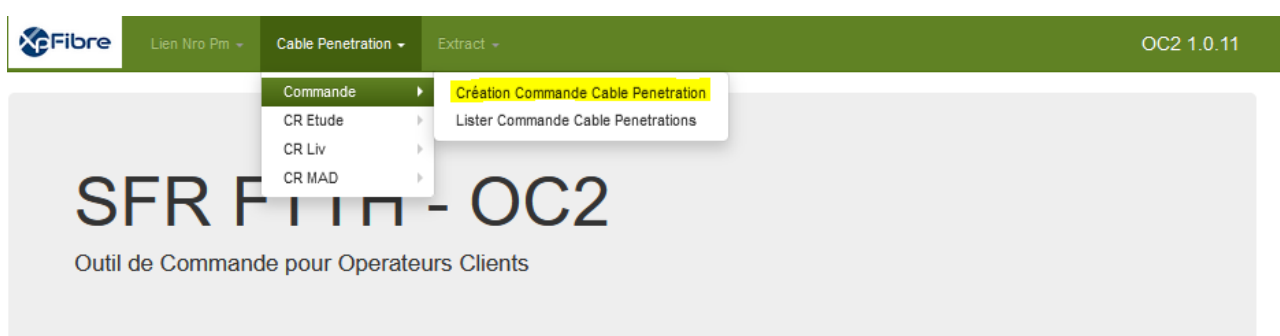 XpFibre Lien Nro Pm Cable Penetration Extract OC2 1.0.11
Commande Création Commande Cable Penetration
CR Etude Lister Commande Cable Penetrations
CR Liv
CR MAD
SFR FTTH - OC2
Outil de Commande pour Operateurs Clients